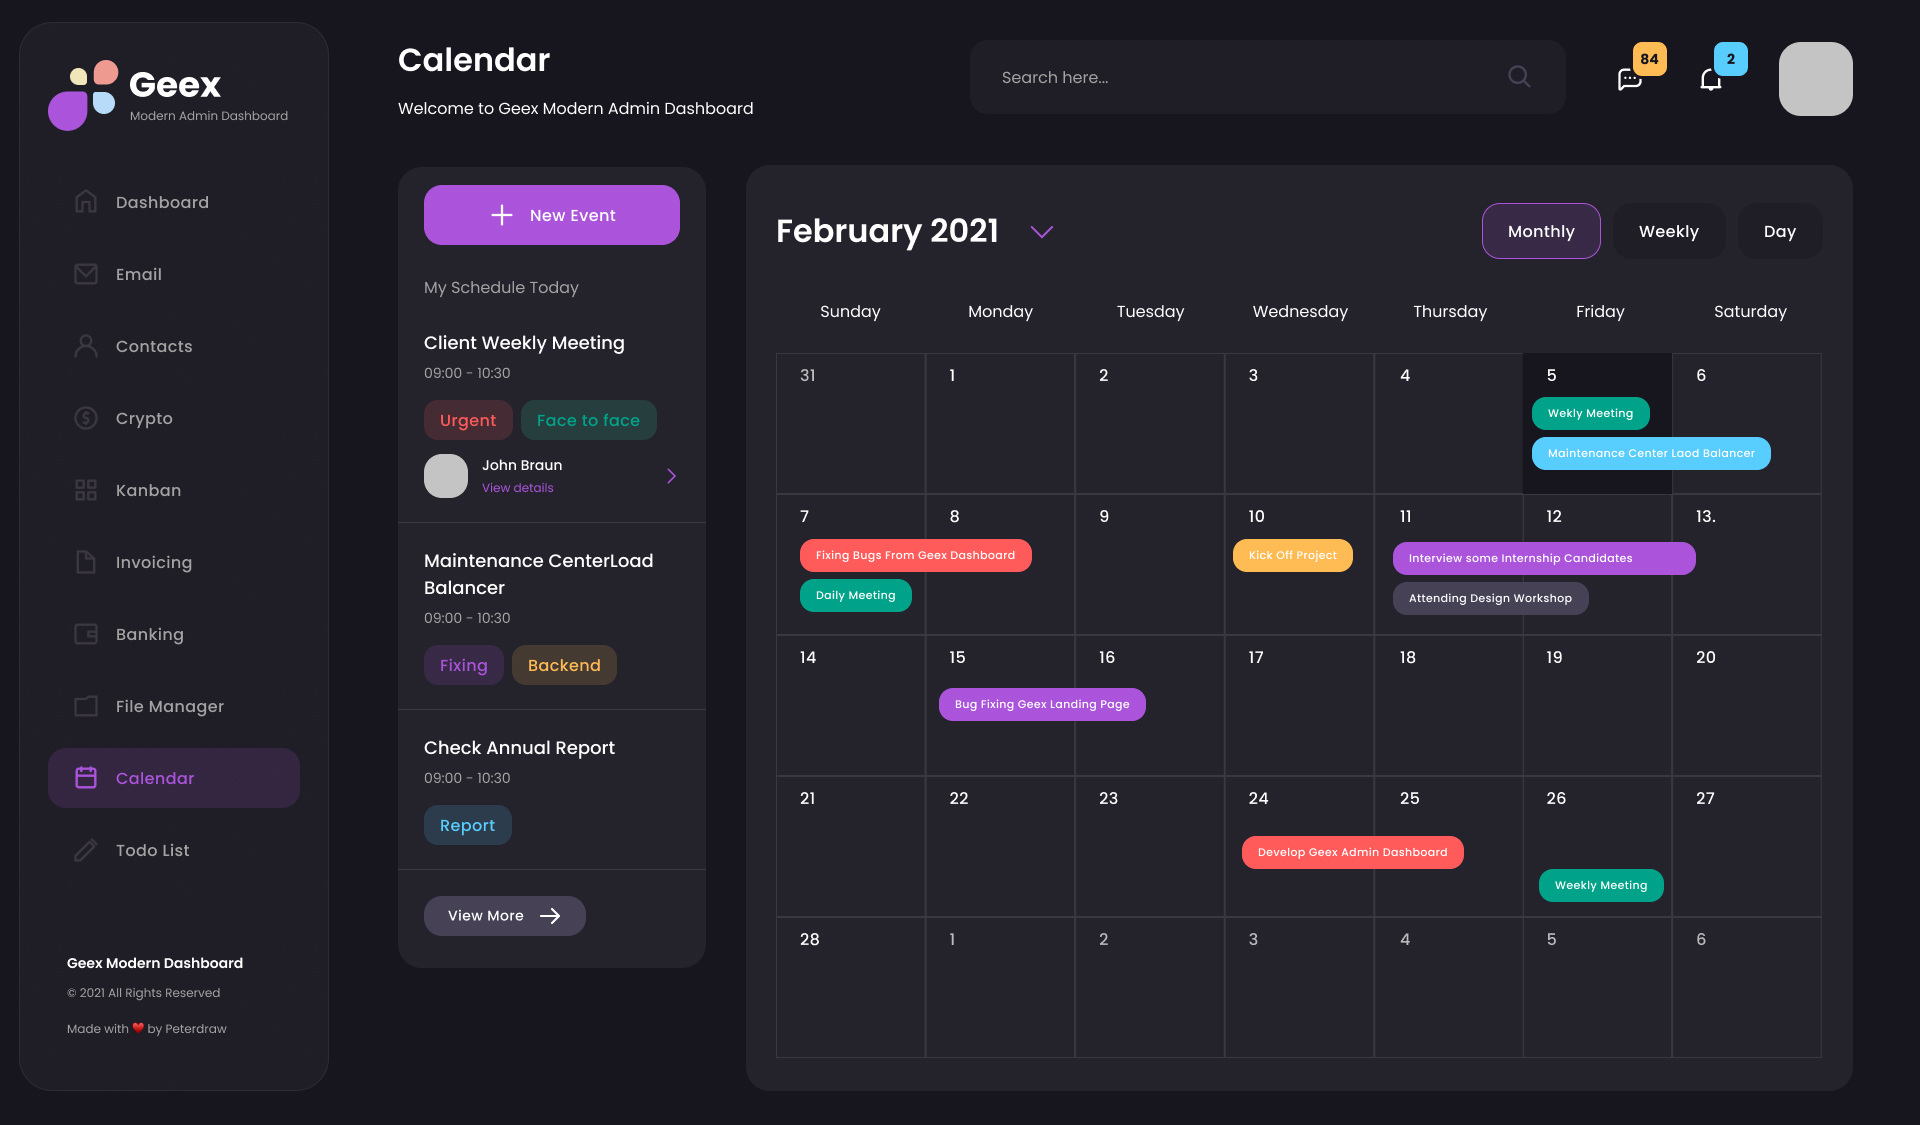 Geex
Modern Admin Dashboard
Dashboard
Email
Contacts
Crypto
Kanban
Invoicing
Banking
File Manager
Calendar
Todo List
Geex Modern Dashboard
© 2021 All Rights Reserved
Made with ❤️ by Peterdraw
Calendar
Welcome to Geex Modern Admin Dashboard
Search here...
84
2
New Event
My Schedule Today
Client Weekly Meeting
09:00 - 10:30
Urgent Face to face
John Braun
View details
Maintenance CenterLoad
Balancer
09:00 - 10:30
Fixing Backend
Check Annual Report
09:00 - 10:30
Report
View More
February 2021
Monthly Weekly Day
Sunday Monday Tuesday Wednesday Thursday Friday Saturday
31 1 2 3 4 5 6
Wekly Meeting
Maintenance Center Laod Balancer
7 8 9 10 11 12 13.
Fixing Bugs From Geex Dashboard Kick Off Project Interview some Internship Candidates
Daily Meeting Attending Design Workshop
14 15 16 17 18 19 20
Bug Fixing Geex Landing Page
21 22 23 24 25 26 27
Develop Geex Admin Dashboard
Weekly Meeting
28 1 2 3 4 5 6